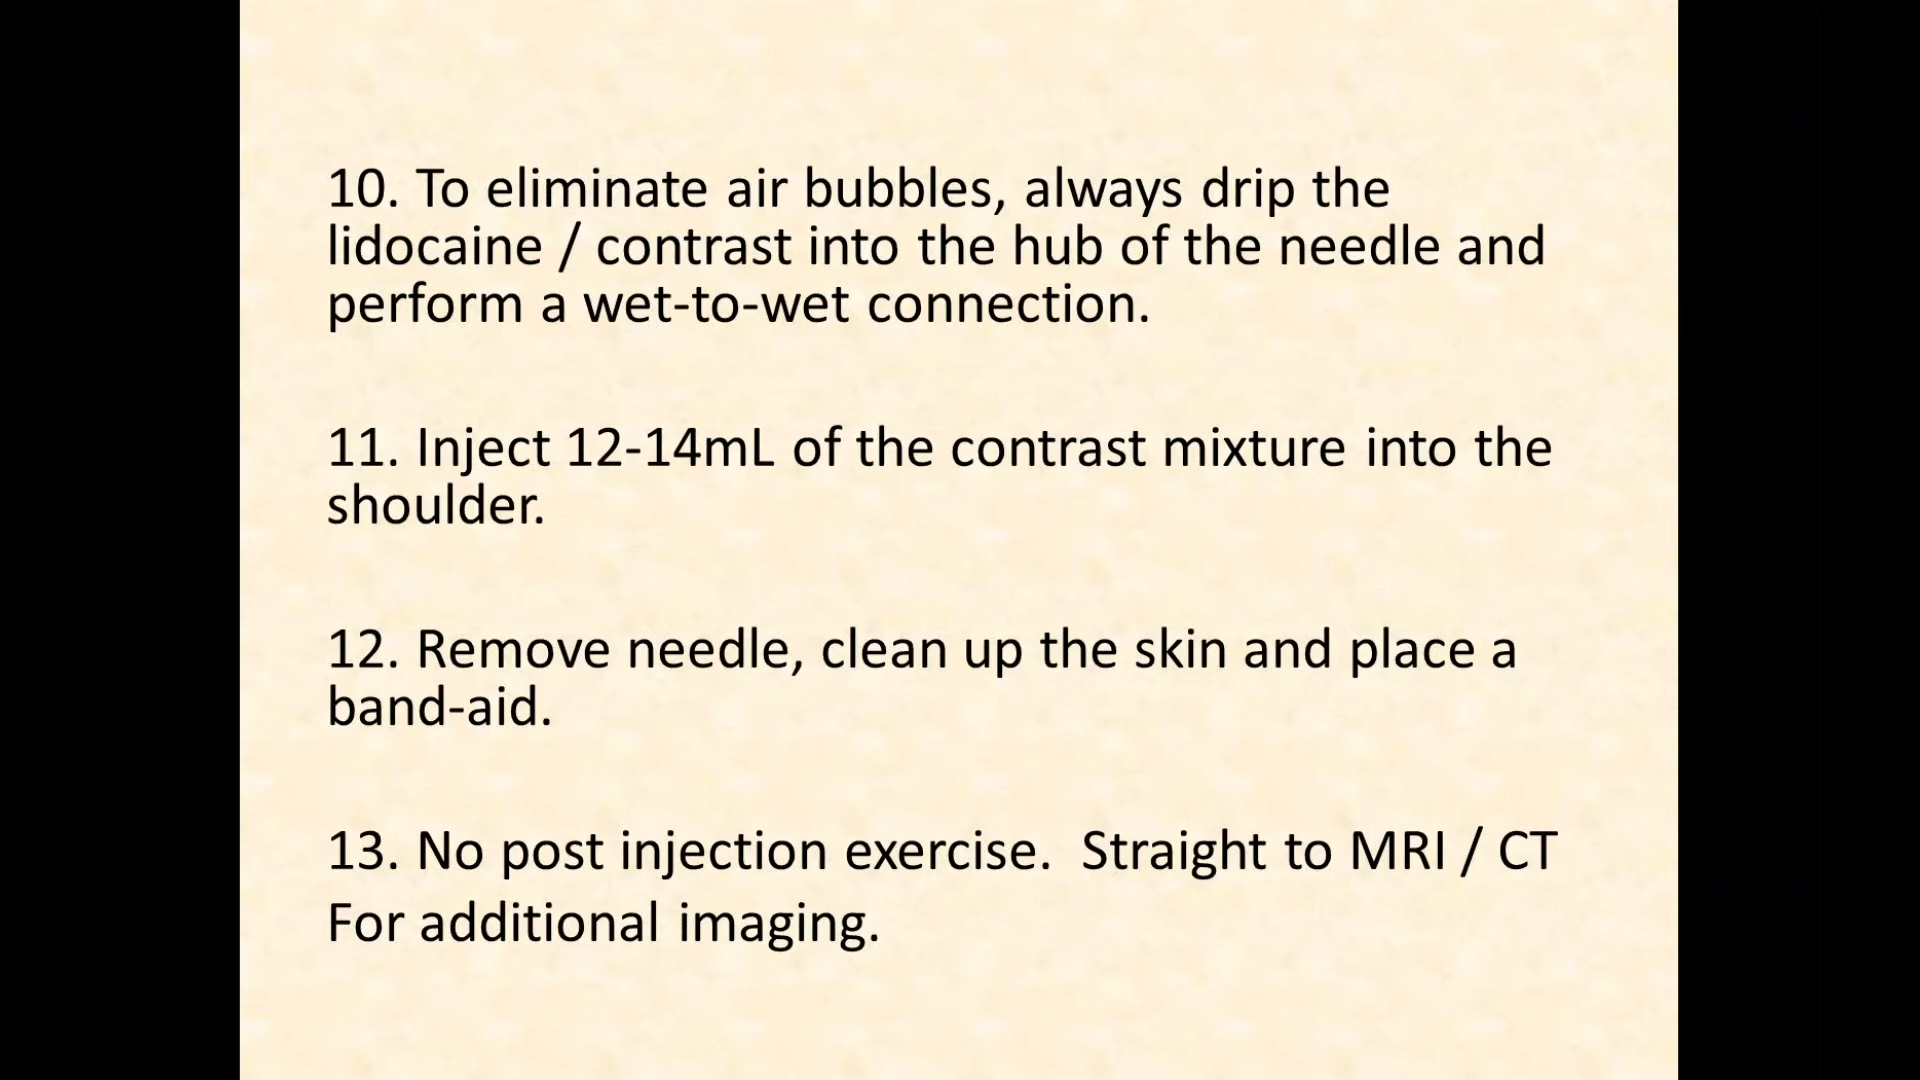 10. To eliminate air bubbles, always drip the
lidocaine / contrast into the hub of the needle and
perform a wet-to-wet connection.
11. Inject 12-14mL of the contrast mixture into the
shoulder.
12. Remove needle, clean up the skin and place a
band-aid.
13. No post injection exercise.  Straight to MRI / CT
For additional imaging.